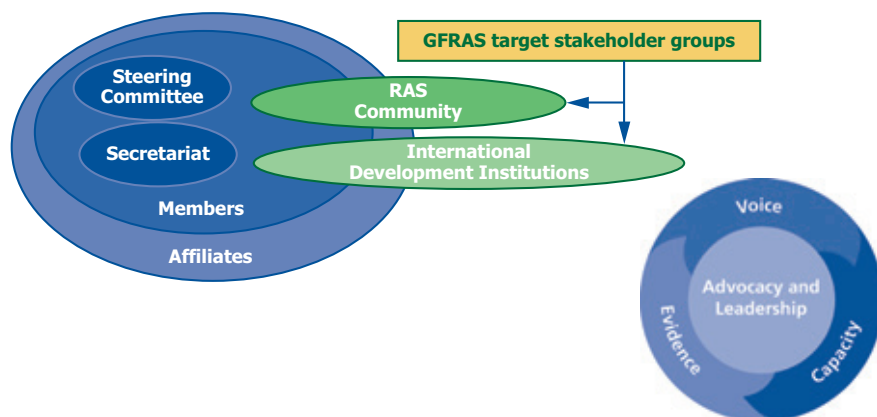 GFRAS target stakeholder groups
Steering
Committee
RAS
Community
Secretariat
International
Development Institutions
Members
Affiliates
Voice
Advocacy and
Leadership
Evidence
Capacity